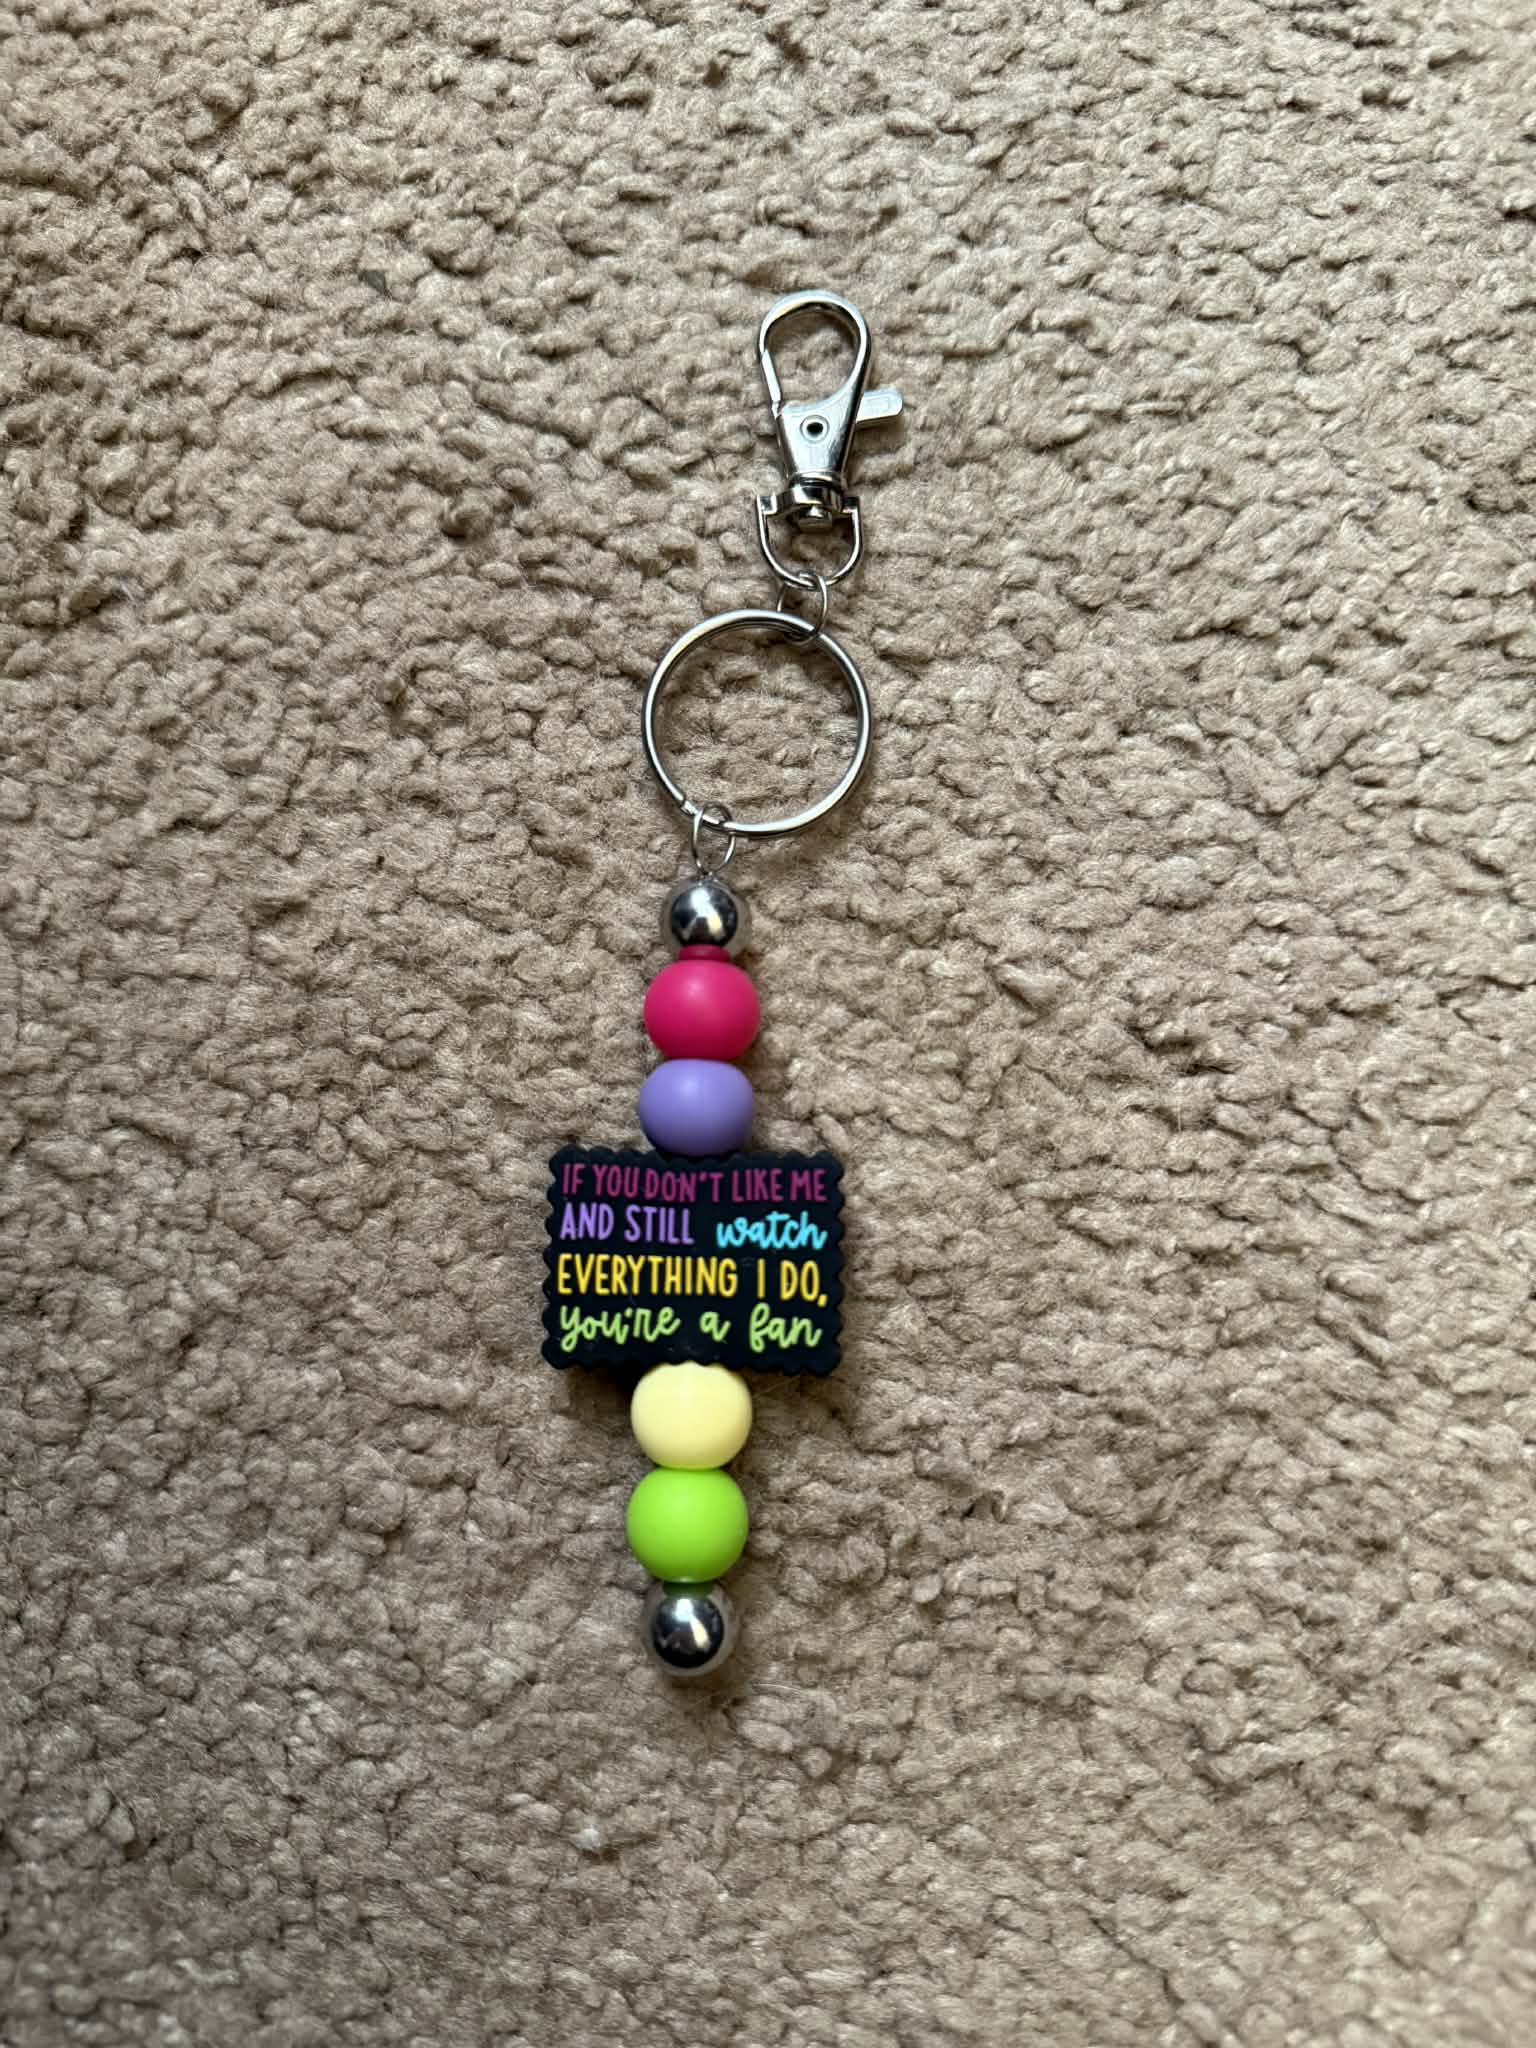 IF YOU DON'T LIKE ME
AND STILL watch
EVERYTHING I DO,
you're a fan